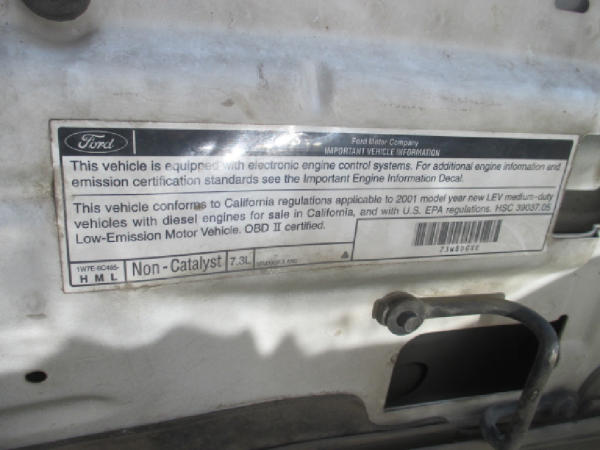 Ford
Ford Motor Company
IMPORTANT VEHICLE INFORMATION
This vehicle is equipped with electronic engine control systems. For additional engine information and
emission certification standards see the Important Engine Information Decal.
This vehicle conforms to California regulations applicable to 2001 model year new LEV medium-duty
vehicles with diesel engines for sale in California, and with U.S. EPA regulations. HSC 39037.05
Low-Emission Motor Vehicle. OBD II certified.
1W7E-9C485-
H M L
Non-Catalyst
7.3L